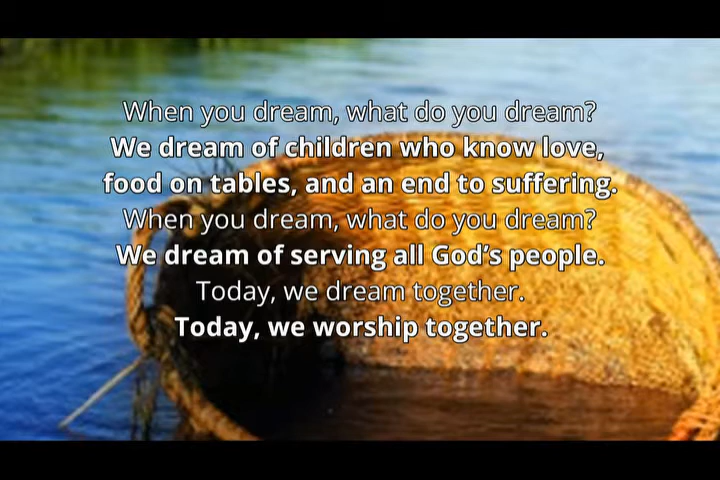 When you dream, what do you dream?
We dream of children who know love,
food on tables, and an end to suffering.
When you dream, what do you dream?
We dream of serving all God’s people.
Today, we dream together.
Today, we worship together.